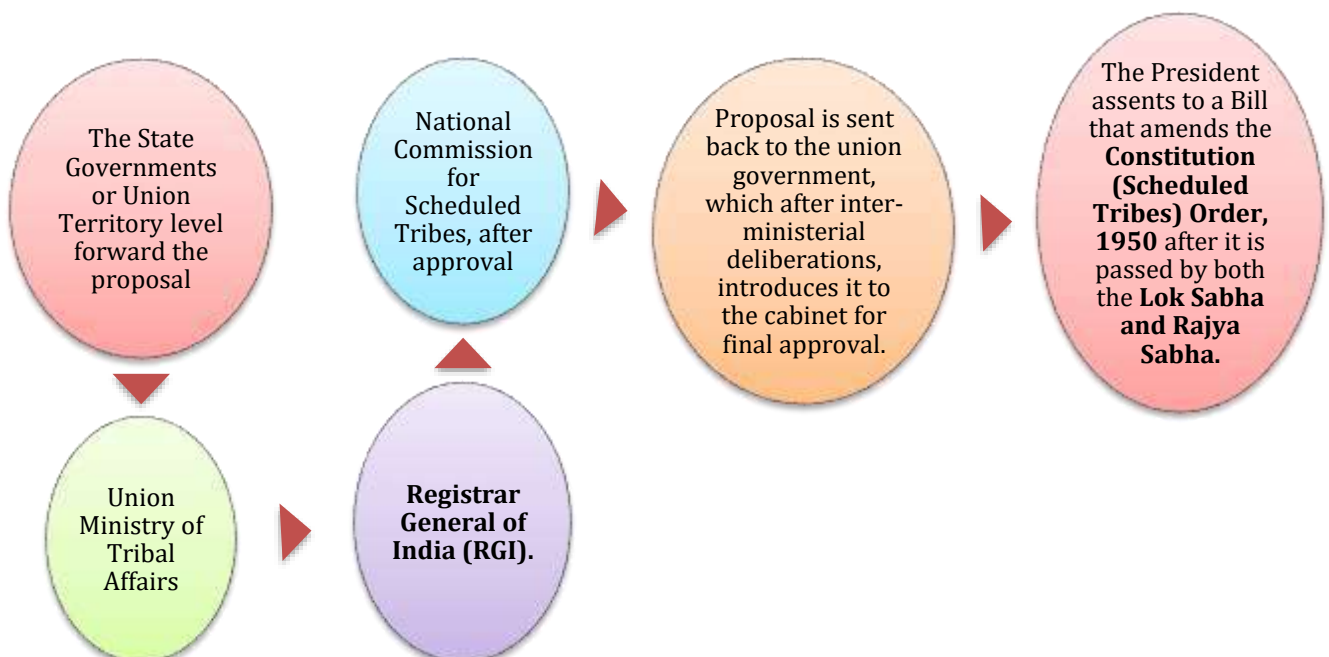 The State
Governments
or Union
Territory level
forward the
proposal
Union
Ministry of
Tribal
Affairs
Registrar
General of
India (RGI).
National
Commission
for
Scheduled
Tribes, after
approval
Proposal is sent
back to the union
government,
which after inter-
ministerial
deliberations,
introduces it to
the cabinet for
final approval.
The President
assents to a Bill
that amends the
Constitution
(Scheduled
Tribes) Order,
1950 after it is
passed by both
the Lok Sabha
and Rajya
Sabha.